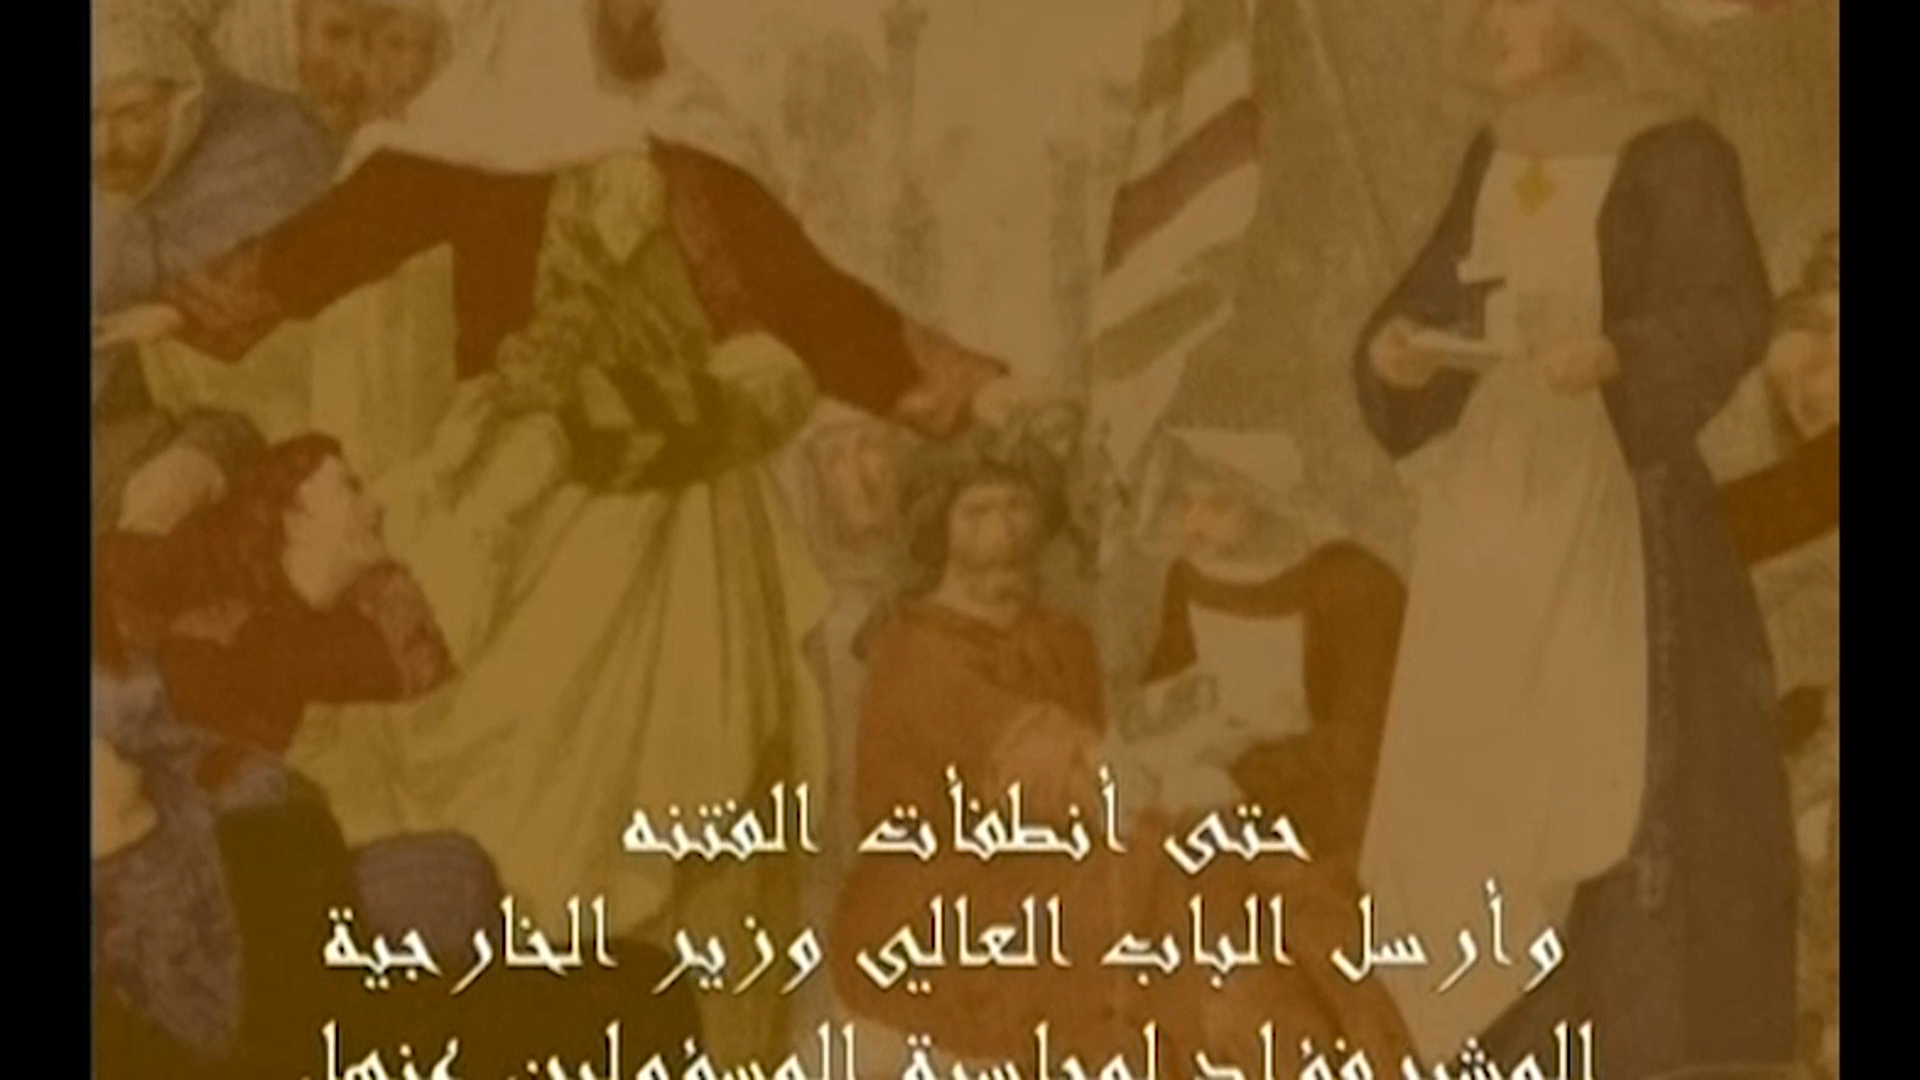 حتى أنطفأت الفتنه
وأرسل الباب العالي وزير الخارجية
المشير فؤاد لمحاسبة المسؤولين عنها